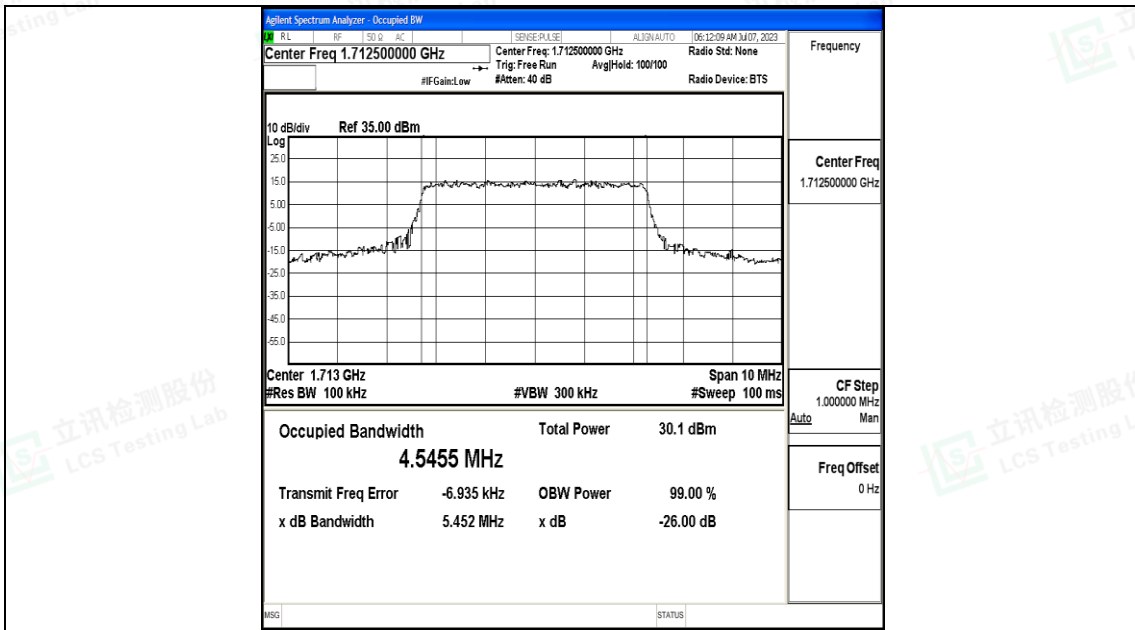 Agilent Spectrum Analyzer - Occupied BW
RL RF 50 Ω AC SENSE:PULSE ALIGN AUTO 06:12:09 AM Jul 07, 2023
Center Freq 1.712500000 GHz
Center Freq: 1.712500000 GHz
Radio Std: None
Trig: Free Run Avg|Hold: 100/100
#IFGain:Low #Atten: 40 dB Radio Device: BTS
Frequency
10 dB/div Ref 35.00 dBm
Log
25.0
15.0
5.00
-5.00
-15.0
-25.0
-35.0
-45.0
-55.0
Center 1.713 GHz Span 10 MHz
#Res BW 100 kHz #VBW 300 kHz #Sweep 100 ms
Center Freq
1.712500000 GHz
CF Step
1.000000 MHz
Auto Man
Freq Offset
0 Hz
Occupied Bandwidth Total Power 30.1 dBm
4.5455 MHz
Transmit Freq Error -6.935 kHz OBW Power 99.00 %
x dB Bandwidth 5.452 MHz x dB -26.00 dB
MSG STATUS
立讯检测股份
LCS Testing Lab
立讯检测股份
LCS Testing L